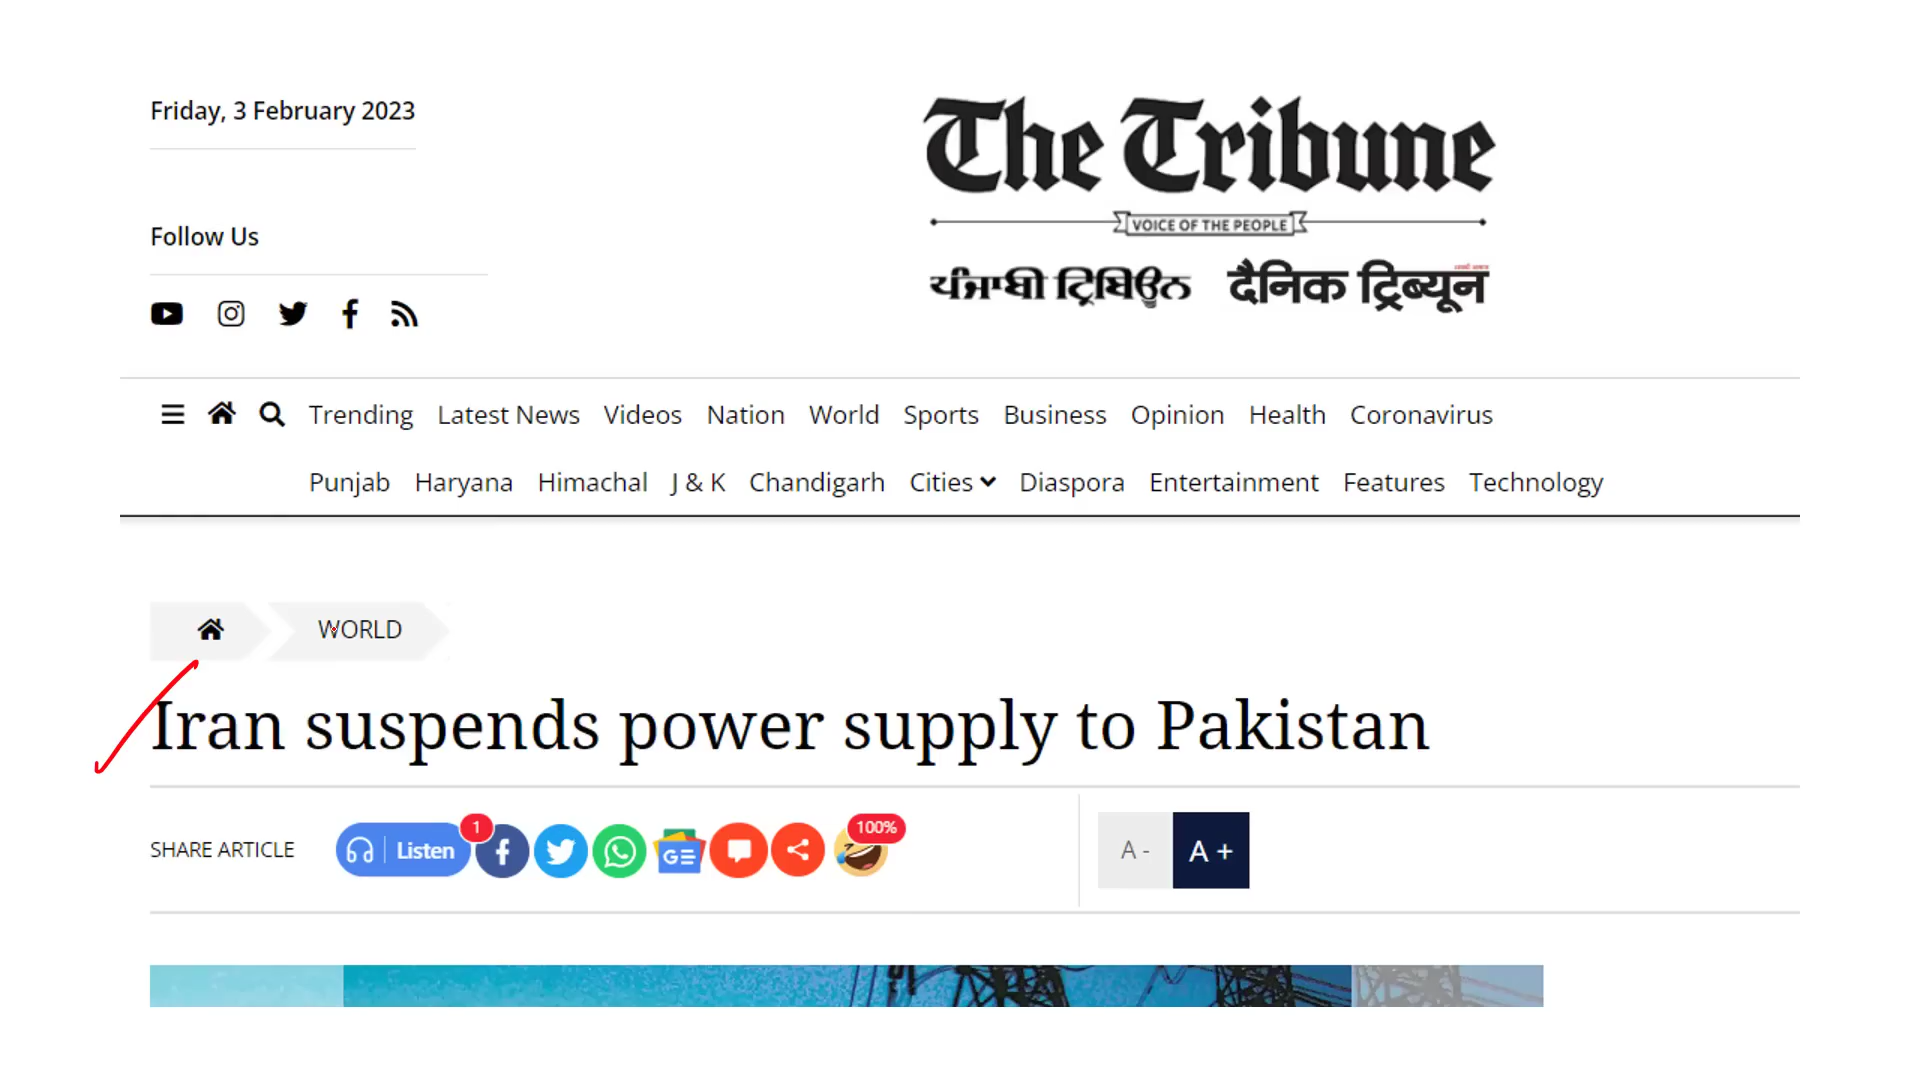 Friday, 3 February 2023
The Tribune
VOICE OF THE PEOPLE
ਪੰਜਾਬੀ ਟ੍ਰਿਬਿਊਨ दैनिक ट्रिब्यून
Follow Us
Trending Latest News Videos Nation World Sports Business Opinion Health Coronavirus
Punjab Haryana Himachal J & K Chandigarh Cities Diaspora Entertainment Features Technology
WORLD
Iran suspends power supply to Pakistan
SHARE ARTICLE Listen 1 GE 100% A - A +